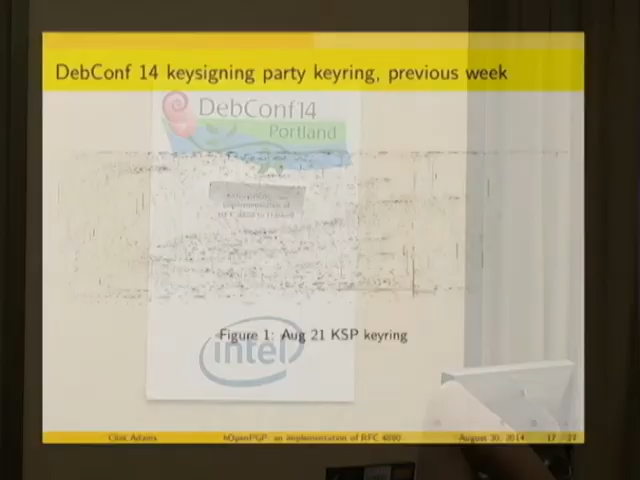 DebConf 14 keysigning party keyring, previous week
DebConf14
Portland
Figure 1: Aug 21 KSP keyring
intel
Clint Adams hOpenPGP: an implementation of RFC 4880 August 30, 2014 17